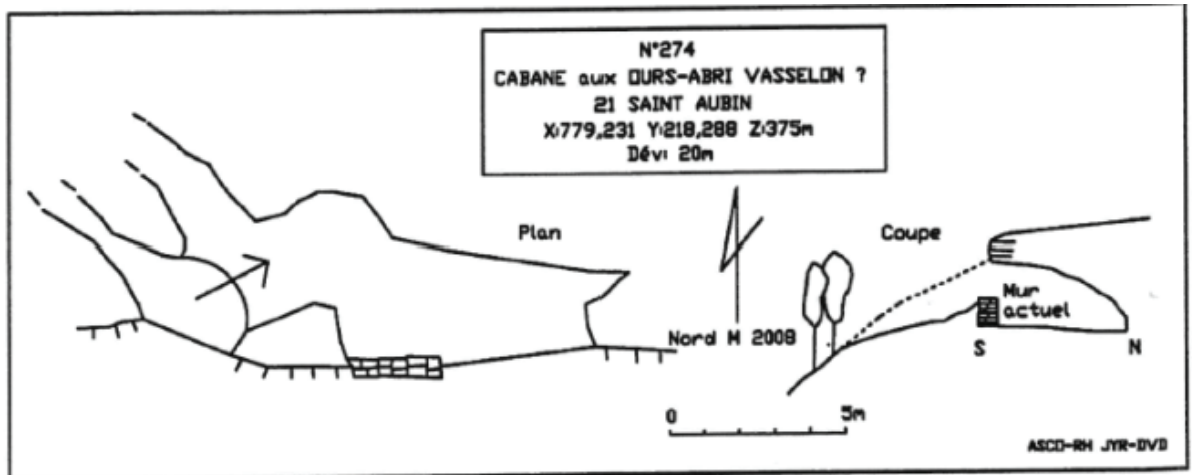 N°274
CABANE aux OURS-ABRI VASSELON ?
21 SAINT AUBIN
X:779,231 Y:218,288 Z:375m
Dév: 20m
Plan
Coupe
Mur
actuel
Nord M 2008
S
N
0
5m
ASCO-RH JYR-DVD